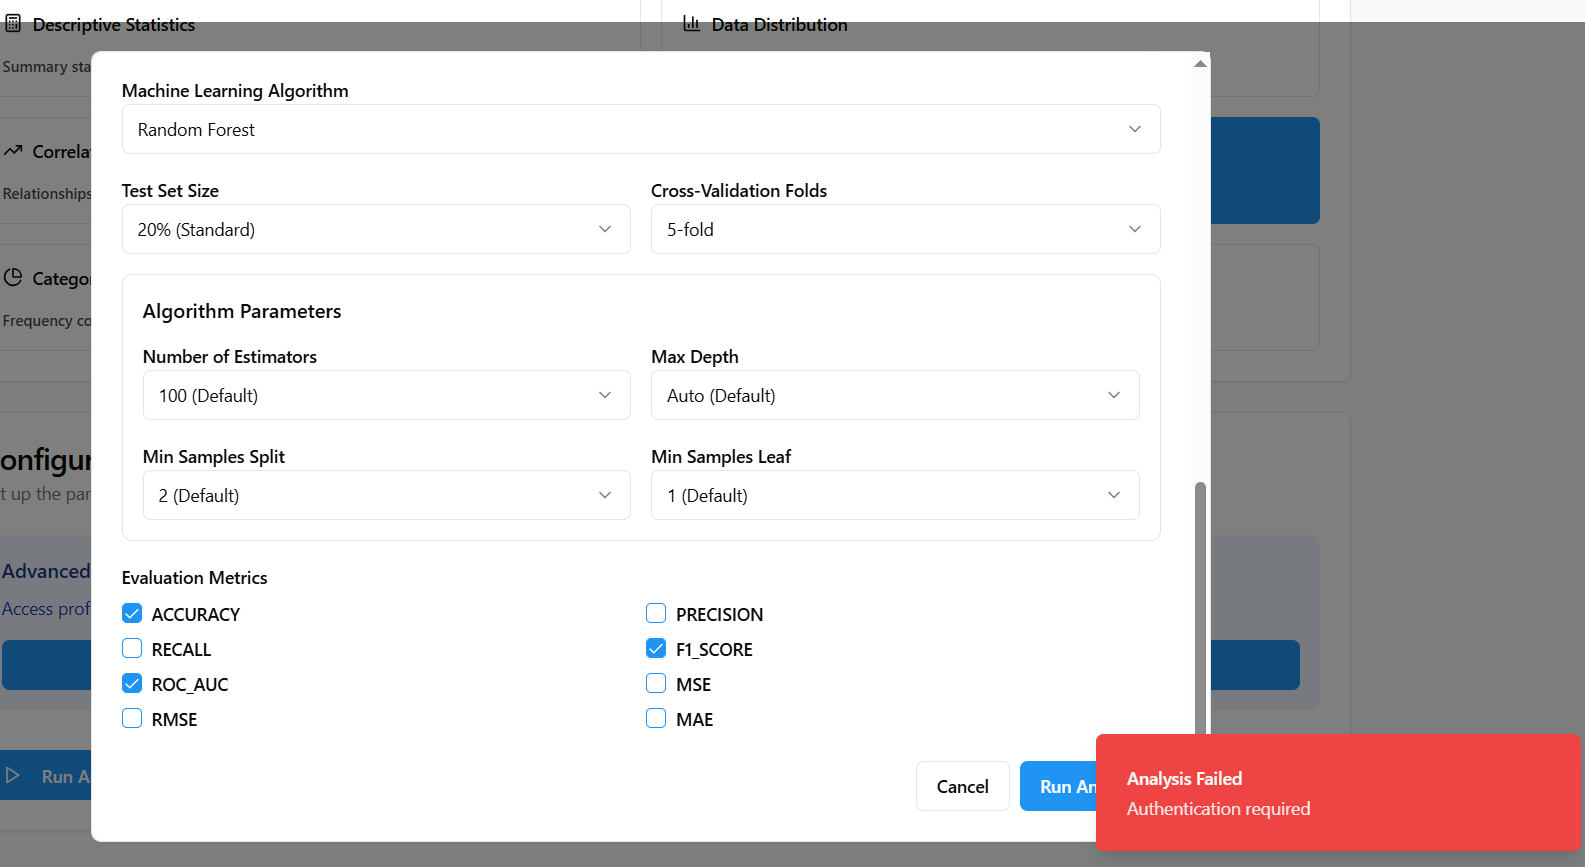 Descriptive Statistics
Data Distribution
Summary sta
Machine Learning Algorithm
Random Forest
Correla
Relationships
Test Set Size
Cross-Validation Folds
20% (Standard)
5-fold
Catego
Frequency co
Algorithm Parameters
Number of Estimators
Max Depth
100 (Default)
Auto (Default)
Min Samples Split
Min Samples Leaf
2 (Default)
1 (Default)
onfigur
t up the par
Advanced
Access prof
Evaluation Metrics
ACCURACY
PRECISION
RECALL
F1_SCORE
ROC_AUC
MSE
RMSE
MAE
Run A
Cancel
Run An
Analysis Failed
Authentication required